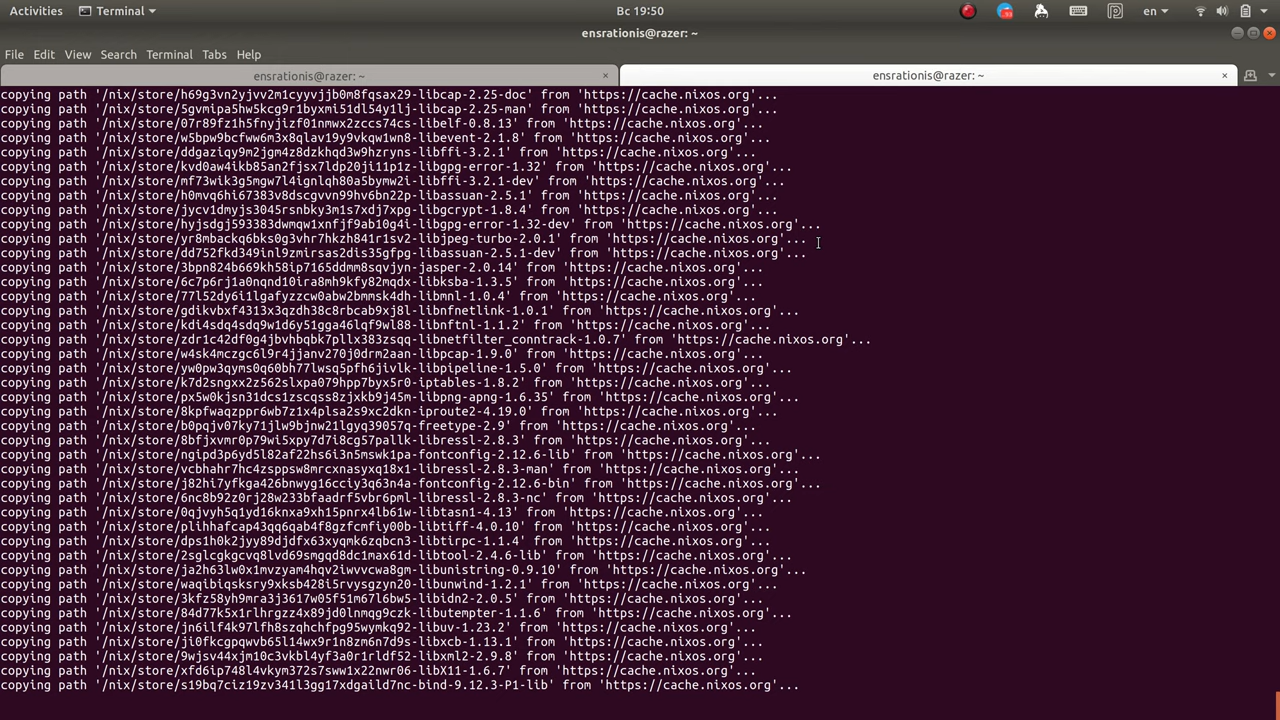 Activities Terminal Вс 19:50 en
ensrationis@razer: ~
File Edit View Search Terminal Tabs Help
ensrationis@razer: ~ × ensrationis@razer: ~ ×
copying path '/nix/store/h69g3vn2yjvv2m1cyyvjjb0m8fqsax29-libcap-2.25-doc' from 'https://cache.nixos.org'...
copying path '/nix/store/5gvmipa5hw5kcg9r1byxmi51dl54y1lj-libcap-2.25-man' from 'https://cache.nixos.org'...
copying path '/nix/store/07r89fz1h5fnyjizf01nmwx2zccs74cs-libelf-0.8.13' from 'https://cache.nixos.org'...
copying path '/nix/store/w5bpw9bcfww6m3x8qlav19y9vkqw1wn8-libevent-2.1.8' from 'https://cache.nixos.org'...
copying path '/nix/store/ddgaziqy9m2jgm4z8dzkhqd3w9hzryns-libffi-3.2.1' from 'https://cache.nixos.org'...
copying path '/nix/store/kvd0aw4ikb85an2fjsx7ldp20ji11p1z-libgpg-error-1.32' from 'https://cache.nixos.org'...
copying path '/nix/store/mf73wik3g5mgw7l4ignlqh80a5bymw2i-libffi-3.2.1-dev' from 'https://cache.nixos.org'...
copying path '/nix/store/h0mvq6hi67383v8dscgvvn99hv6bn22p-libassuan-2.5.1' from 'https://cache.nixos.org'...
copying path '/nix/store/jycv1dmyjs3045rsnbky3m1s7xdj7xpg-libgcrypt-1.8.4' from 'https://cache.nixos.org'...
copying path '/nix/store/hyjsdgj593383dwmqw1xnfjf9ab10g4i-libgpg-error-1.32-dev' from 'https://cache.nixos.org'...
copying path '/nix/store/yr8mbackq6bks0g3vhr7hkzh841r1sv2-libjpeg-turbo-2.0.1' from 'https://cache.nixos.org'...
copying path '/nix/store/dd752fkd349inl9zmirsas2dis35gfpg-libassuan-2.5.1-dev' from 'https://cache.nixos.org'...
copying path '/nix/store/3bpn824b669kh58ip7165ddmm8sqvjyn-jasper-2.0.14' from 'https://cache.nixos.org'...
copying path '/nix/store/6c7p6rj1a0nqnd10ira8mh9kfy82mqdx-libksba-1.3.5' from 'https://cache.nixos.org'...
copying path '/nix/store/77l52dy6i1lgafyzzcw0abw2bmmsk4dh-libmnl-1.0.4' from 'https://cache.nixos.org'...
copying path '/nix/store/gdikvbxf4313x3qzdh38c8rbcab9xj8l-libnfnetlink-1.0.1' from 'https://cache.nixos.org'...
copying path '/nix/store/kdi4sdq4sdq9w1d6y51gga46lqf9wl88-libnftnl-1.1.2' from 'https://cache.nixos.org'...
copying path '/nix/store/zdr1c42df0g4jbvhbqbk7pllx383zsqq-libnetfilter_conntrack-1.0.7' from 'https://cache.nixos.org'...
copying path '/nix/store/w4sk4mczgc6l9r4jjanv270j0drm2aan-libpcap-1.9.0' from 'https://cache.nixos.org'...
copying path '/nix/store/yw0pw3qyms0q60bh77lwsq5pfh6jivlk-libpipeline-1.5.0' from 'https://cache.nixos.org'...
copying path '/nix/store/k7d2sngxx2z562slxpa079hpp7byx5r0-iptables-1.8.2' from 'https://cache.nixos.org'...
copying path '/nix/store/px5w0kjsn31dcs1zscqss8zjxkb9j45m-libpng-apng-1.6.35' from 'https://cache.nixos.org'...
copying path '/nix/store/8kpfwaqzppr6wb7z1x4plsa2s9xc2dkn-iproute2-4.19.0' from 'https://cache.nixos.org'...
copying path '/nix/store/b0pqjv07ky71jlw9bjnw21lgyq39057q-freetype-2.9' from 'https://cache.nixos.org'...
copying path '/nix/store/8bfjxvmr0p79wi5xpy7d7i8cg57pallk-libressl-2.8.3' from 'https://cache.nixos.org'...
copying path '/nix/store/ngipd3p6yd5l82af22hs6i3n5mswk1pa-fontconfig-2.12.6-lib' from 'https://cache.nixos.org'...
copying path '/nix/store/vcbhahr7hc4zsppsw8mrcxnasyxq18x1-libressl-2.8.3-man' from 'https://cache.nixos.org'...
copying path '/nix/store/j82hi7yfkga426bnwyg16cciy3q63n4a-fontconfig-2.12.6-bin' from 'https://cache.nixos.org'...
copying path '/nix/store/6nc8b92z0rj28w233bfaadrf5vbr6pml-libressl-2.8.3-nc' from 'https://cache.nixos.org'...
copying path '/nix/store/0qjvyh5q4yd16knxa9xh15pnrx4lb61w-libtasn1-4.13' from 'https://cache.nixos.org'...
copying path '/nix/store/plihhafcap43qq6qab4f8gzfcmfiy00b-libtiff-4.0.10' from 'https://cache.nixos.org'...
copying path '/nix/store/dps1h0k2jyy89djdfx63xyqmk6zqbcn3-libtirpc-1.1.4' from 'https://cache.nixos.org'...
copying path '/nix/store/2sglcgkgcvq8lvd69smgqd8dc1max61d-libtool-2.4.6-lib' from 'https://cache.nixos.org'...
copying path '/nix/store/ja2h63lw0x1mvzyam4hqv2iwvvcwa8gm-libunistring-0.9.10' from 'https://cache.nixos.org'...
copying path '/nix/store/waqibiqsksry9xksb428i5rvysgzyn20-libunwind-1.2.1' from 'https://cache.nixos.org'...
copying path '/nix/store/3kfz58yh9mra3j3617w05f51m67l6bw5-libidn2-2.0.5' from 'https://cache.nixos.org'...
copying path '/nix/store/84d77k5x1rlhrgzz4x89jd0lnmqg9czk-libutempter-1.1.6' from 'https://cache.nixos.org'...
copying path '/nix/store/jn6ilf4k97lfh8szqhchfpg95wymkq92-libuv-1.23.2' from 'https://cache.nixos.org'...
copying path '/nix/store/ji0fkcgpqwvb65l14wx9r1n8zm6n7d9s-libxcb-1.13.1' from 'https://cache.nixos.org'...
copying path '/nix/store/9wjsv44xjm10c3vkbl4yf3a0r1rldf52-libxml2-2.9.8' from 'https://cache.nixos.org'...
copying path '/nix/store/xfd6ip748l4vkym372s7sww1x22nwr06-libX11-1.6.7' from 'https://cache.nixos.org'...
copying path '/nix/store/s19bq7ciz19zv341l3gg17xdgaild7nc-bind-9.12.3-P1-lib' from 'https://cache.nixos.org'...